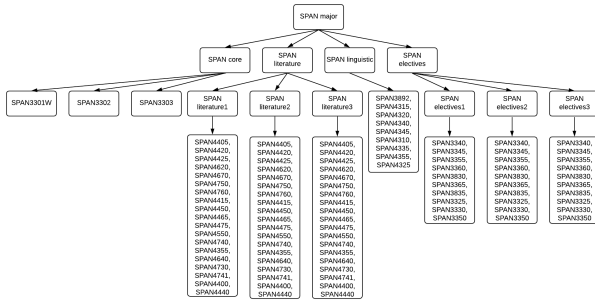 SPAN major
SPAN core
SPAN
literature
SPAN linguistic
SPAN
electives
SPAN3301W
SPAN3302
SPAN3303
SPAN
literature1
SPAN
literature2
SPAN
literature3
SPAN3892,
SPAN4315,
SPAN4320,
SPAN4340,
SPAN4345,
SPAN4310,
SPAN4335,
SPAN4355,
SPAN4325
SPAN
electives1
SPAN
electives2
SPAN
electives3
SPAN4405,
SPAN4420,
SPAN4425,
SPAN4620,
SPAN4670,
SPAN4750,
SPAN4760,
SPAN4415,
SPAN4450,
SPAN4465,
SPAN4475,
SPAN4550,
SPAN4740,
SPAN4355,
SPAN4640,
SPAN4730,
SPAN4741,
SPAN4400,
SPAN4440
SPAN4405,
SPAN4420,
SPAN4425,
SPAN4620,
SPAN4670,
SPAN4750,
SPAN4760,
SPAN4415,
SPAN4450,
SPAN4465,
SPAN4475,
SPAN4550,
SPAN4740,
SPAN4355,
SPAN4640,
SPAN4730,
SPAN4741,
SPAN4400,
SPAN4440
SPAN4405,
SPAN4420,
SPAN4425,
SPAN4620,
SPAN4670,
SPAN4750,
SPAN4760,
SPAN4415,
SPAN4450,
SPAN4465,
SPAN4475,
SPAN4550,
SPAN4740,
SPAN4355,
SPAN4640,
SPAN4730,
SPAN4741,
SPAN4400,
SPAN4440
SPAN3340,
SPAN3345,
SPAN3355,
SPAN3360,
SPAN3830,
SPAN3365,
SPAN3835,
SPAN3325,
SPAN3330,
SPAN3350
SPAN3340,
SPAN3345,
SPAN3355,
SPAN3360,
SPAN3830,
SPAN3365,
SPAN3835,
SPAN3325,
SPAN3330,
SPAN3350
SPAN3340,
SPAN3345,
SPAN3355,
SPAN3360,
SPAN3830,
SPAN3365,
SPAN3835,
SPAN3325,
SPAN3330,
SPAN3350